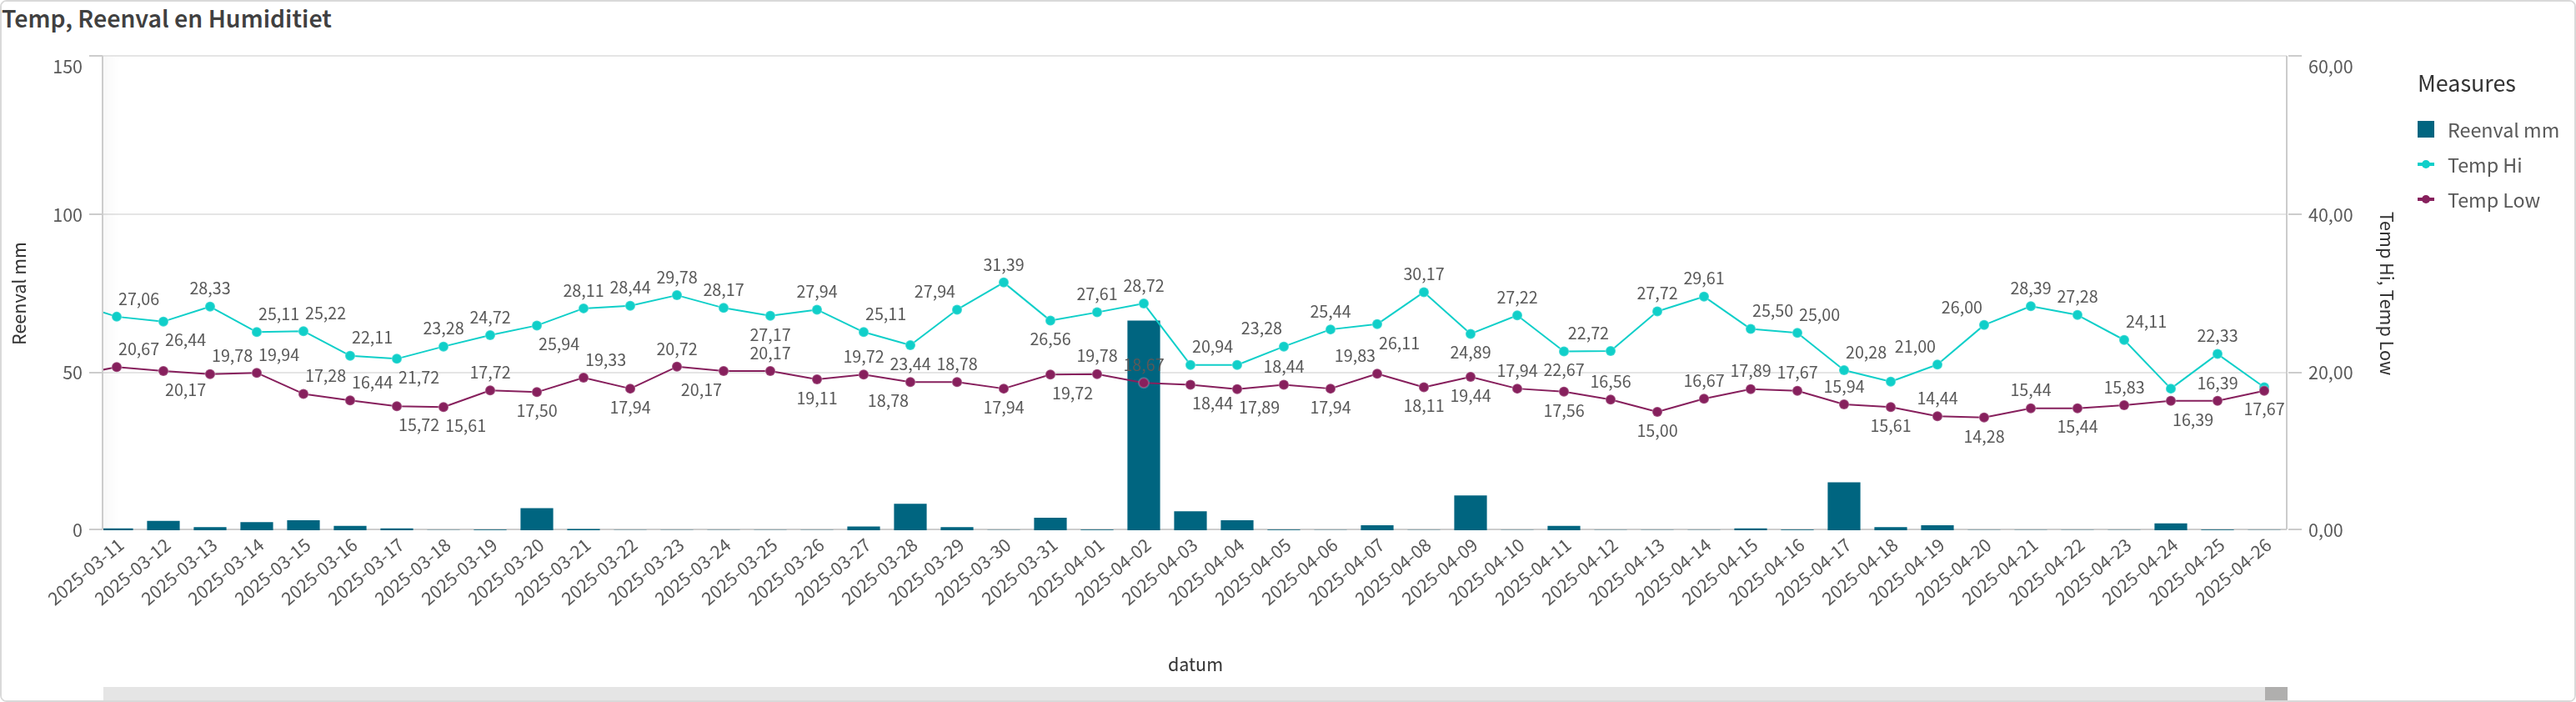 Temp, Reenval en Humiditiet
150
100
50
0
Reenval mm
60,00
40,00
20,00
0,00
Temp Hi, Temp Low
Measures
Reenval mm
Temp Hi
Temp Low
27,06 26,44 28,33 25,11 25,22 22,11 21,72 23,28 24,72 25,94 28,11 28,44 29,78 28,17 27,17 27,94 25,11 23,44 27,94 31,39 26,56 27,61 28,72 20,94 23,28 25,44 26,11 30,17 24,89 27,22 22,67 22,72 27,72 29,61 25,50 25,00 20,28 21,00 26,00 28,39 27,28 24,11 22,33
20,67 20,17 19,78 19,94 17,28 16,44 15,72 15,61 17,72 17,50 19,33 17,94 20,72 20,17 20,17 19,11 19,72 18,78 18,78 17,94 19,72 19,78 18,67 18,44 17,89 18,44 17,94 19,83 18,11 19,44 17,94 17,56 16,56 15,00 16,67 17,89 17,67 15,94 15,61 14,44 14,28 15,44 15,44 15,83 16,39 16,39 17,67
2025-03-11 2025-03-12 2025-03-13 2025-03-14 2025-03-15 2025-03-16 2025-03-17 2025-03-18 2025-03-19 2025-03-20 2025-03-21 2025-03-22 2025-03-23 2025-03-24 2025-03-25 2025-03-26 2025-03-27 2025-03-28 2025-03-29 2025-03-30 2025-03-31 2025-04-01 2025-04-02 2025-04-03 2025-04-04 2025-04-05 2025-04-06 2025-04-07 2025-04-08 2025-04-09 2025-04-10 2025-04-11 2025-04-12 2025-04-13 2025-04-14 2025-04-15 2025-04-16 2025-04-17 2025-04-18 2025-04-19 2025-04-20 2025-04-21 2025-04-22 2025-04-23 2025-04-24 2025-04-25 2025-04-26
datum